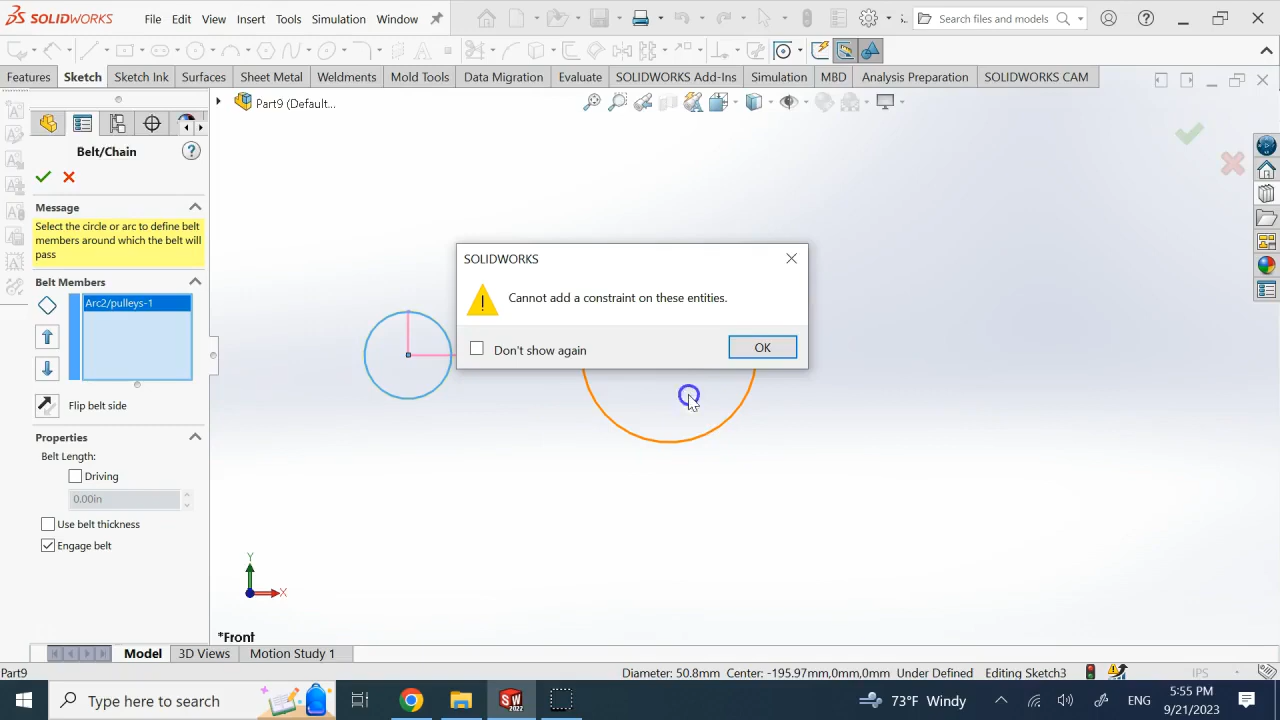 SOLIDWORKS File Edit View Insert Tools Simulation Window Search files and models
Features Sketch Sketch Ink Surfaces Sheet Metal Weldments Mold Tools Data Migration Evaluate SOLIDWORKS Add-Ins Simulation MBD Analysis Preparation SOLIDWORKS CAM
Part9 (Default...
Belt/Chain
Message
Select the circle or arc to define belt
members around which the belt will
pass
Belt Members
Arc2/pulleys-1
Flip belt side
Properties
Belt Length:
Driving
0.00in
Use belt thickness
Engage belt
SOLIDWORKS
Cannot add a constraint on these entities.
Don't show again
OK
Y
X
*Front
Model 3D Views Motion Study 1
Part9 Diameter: 50.8mm Center: -195.97mm,0mm,0mm Under Defined Editing Sketch3 IPS
Type here to search
SW
2022
73°F Windy
ENG
5:55 PM
9/21/2023